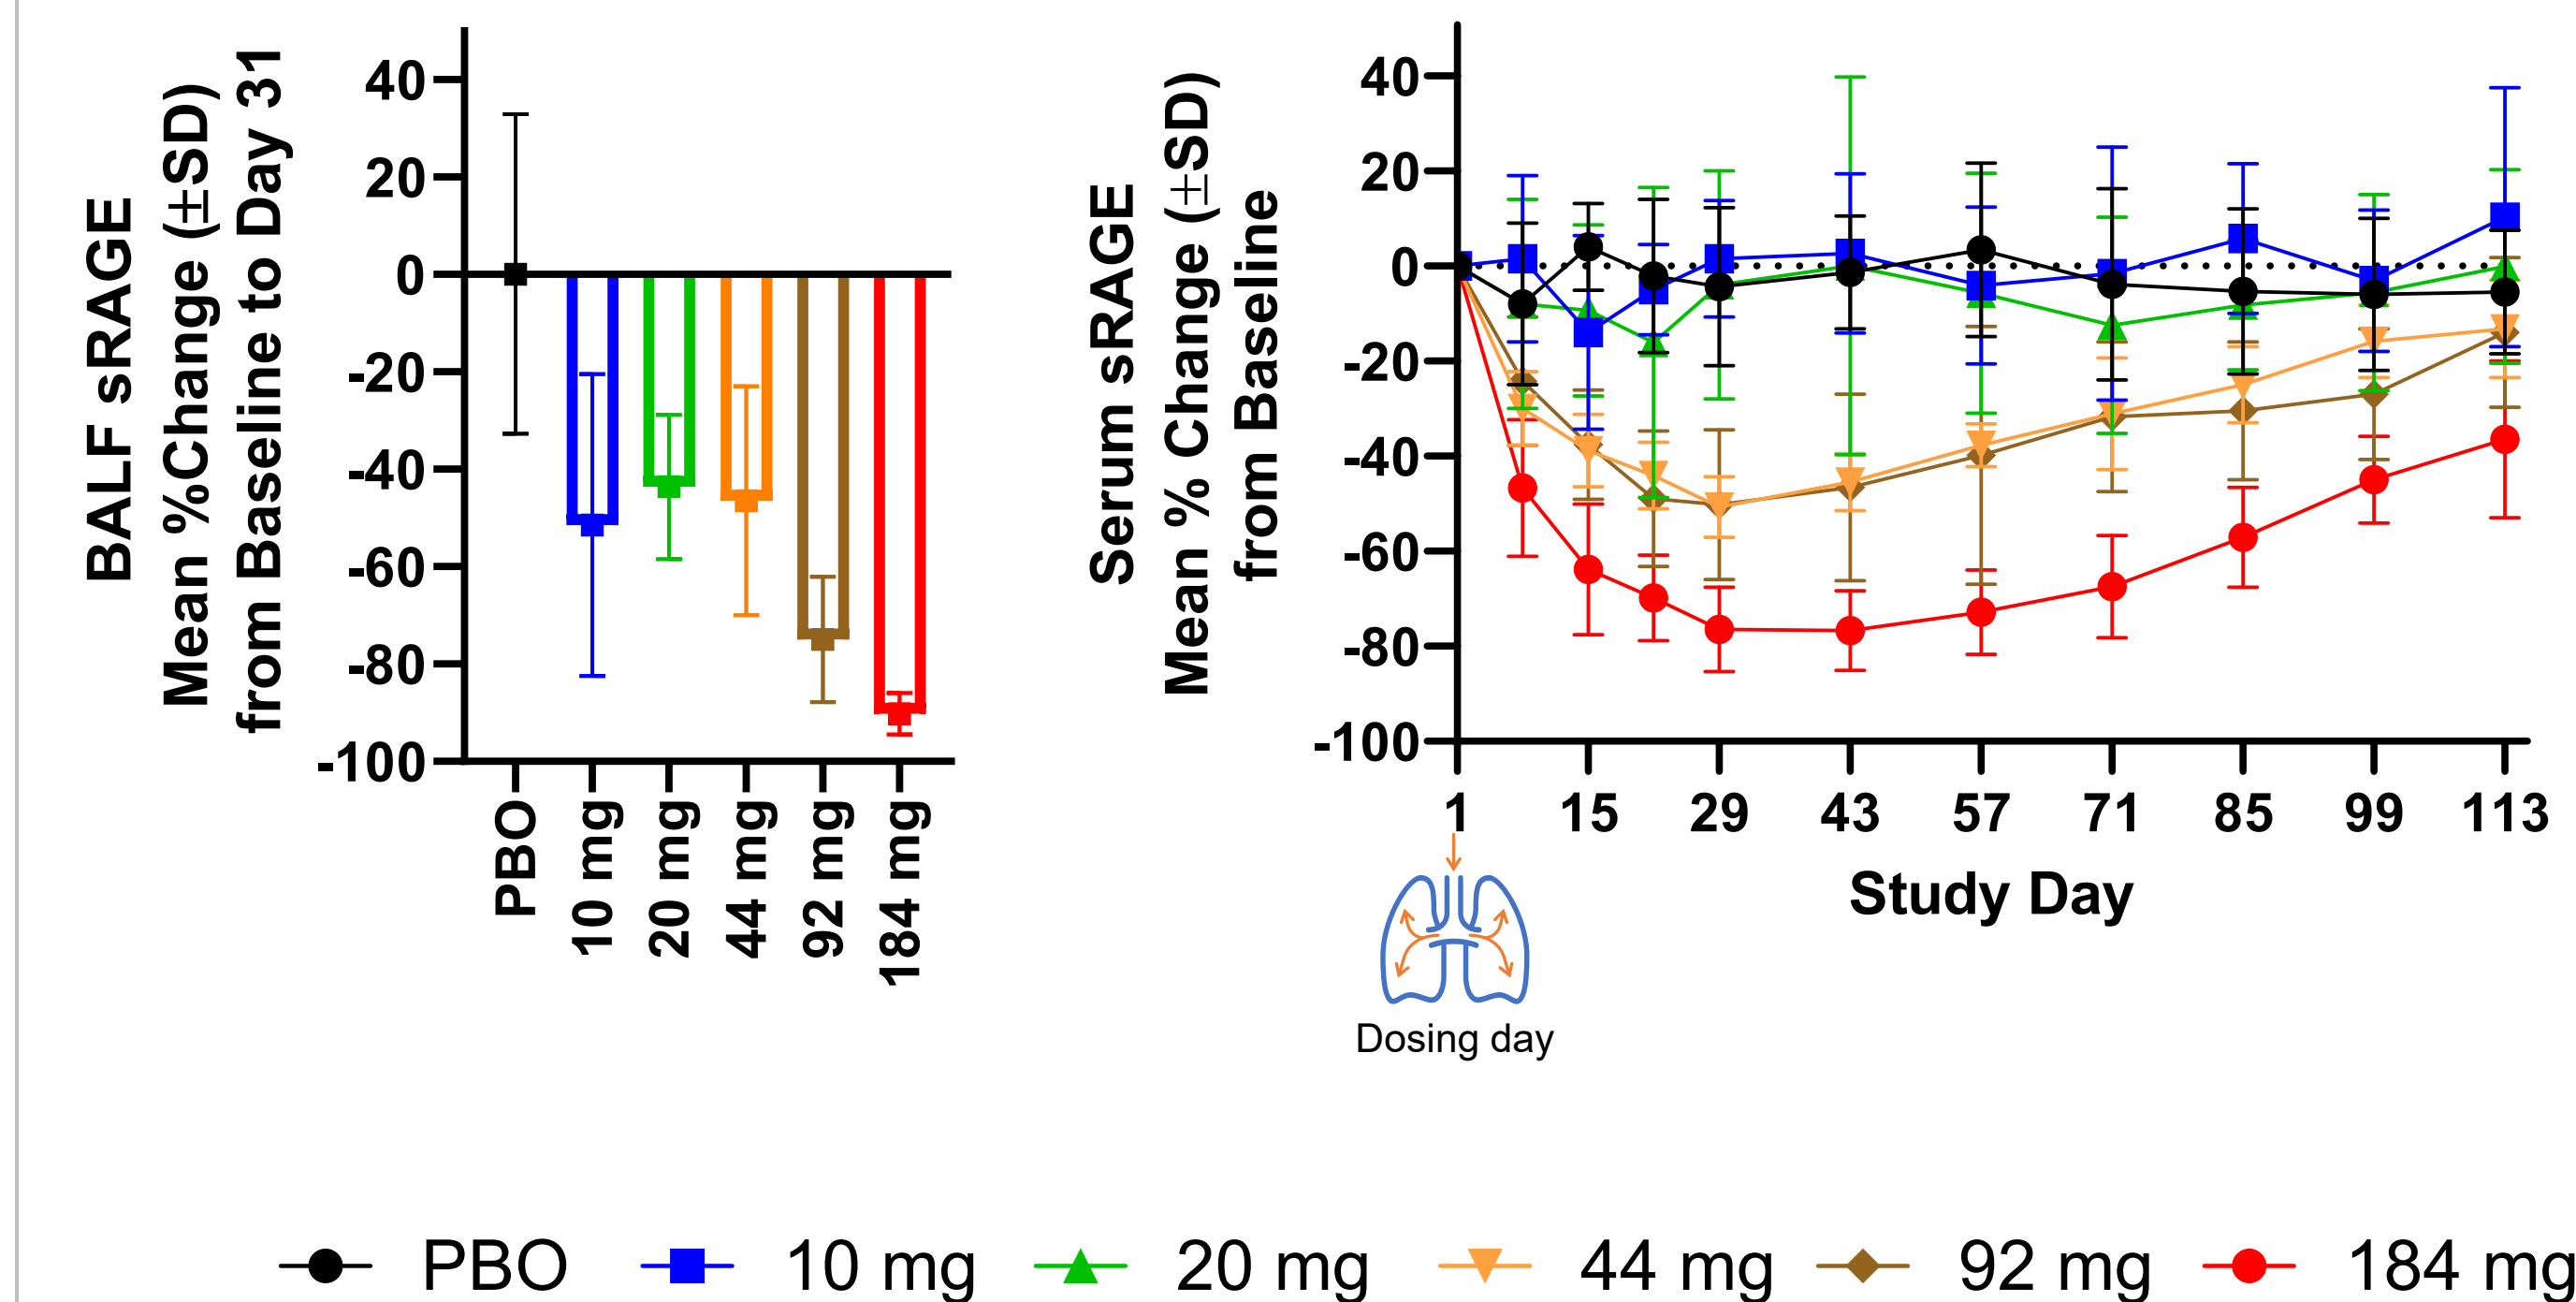 BALF sRAGE
Mean %Change (±SD)
from Baseline to Day 31
40
20
0
-20
-40
-60
-80
-100
PBO
10 mg
20 mg
44 mg
92 mg
184 mg
Serum sRAGE
Mean % Change (±SD)
from Baseline
40
20
0
-20
-40
-60
-80
-100
1 15 29 43 57 71 85 99 113
Study Day
Dosing day
PBO 10 mg 20 mg 44 mg 92 mg 184 mg